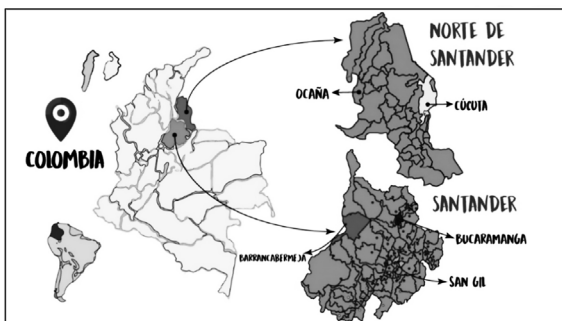 NORTE DE
SANTANDER
OCAÑA
CÚCUTA
COLOMBIA
SANTANDER
BUCARAMANGA
BARRANCABERMEJA
SAN GIL